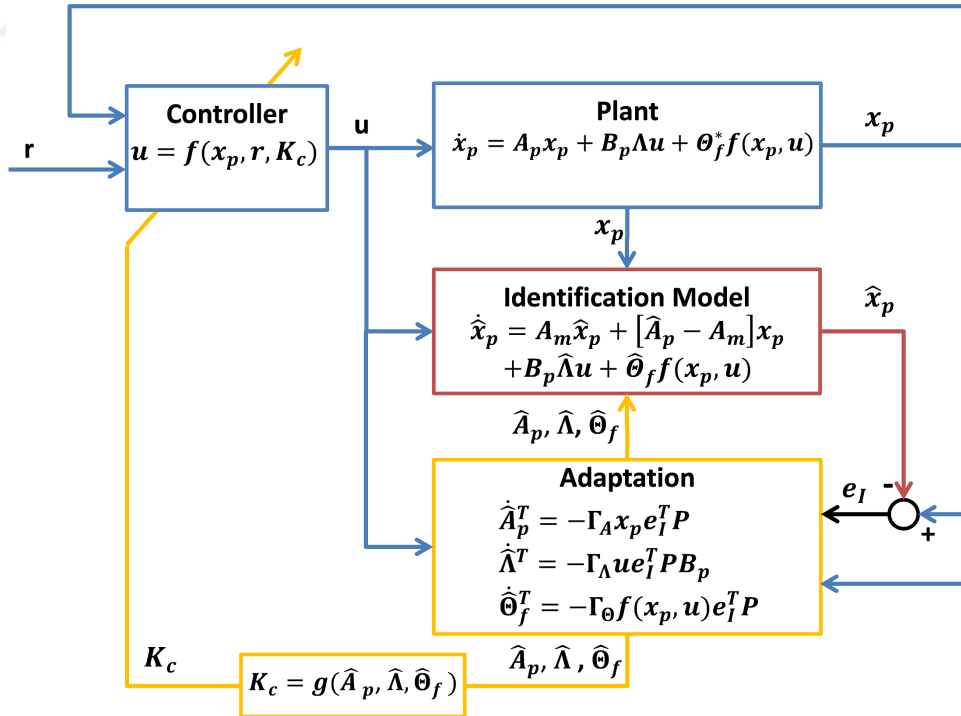 Controller
u = f(x_p, r, K_c)
r
u
Plant
ẋ_p = A_p x_p + B_p Λu + Θ_f^* f(x_p, u)
x_p
x_p
Identification Model
x̂̇_p = A_m x̂_p + [Â_p − A_m]x_p
+B_p Λ̂u + Θ̂_f f(x_p, u)
x̂_p
Â_p, Λ̂, Θ̂_f
Adaptation
Â̇_p^T = −Γ_A x_p e_I^T P
Λ̂̇^T = −Γ_Λ u e_I^T P B_p
Θ̂̇_f^T = −Γ_Θ f(x_p, u) e_I^T P
e_I
-
+
Â_p, Λ̂ , Θ̂_f
K_c
K_c = g(Â_p, Λ̂, Θ̂_f)